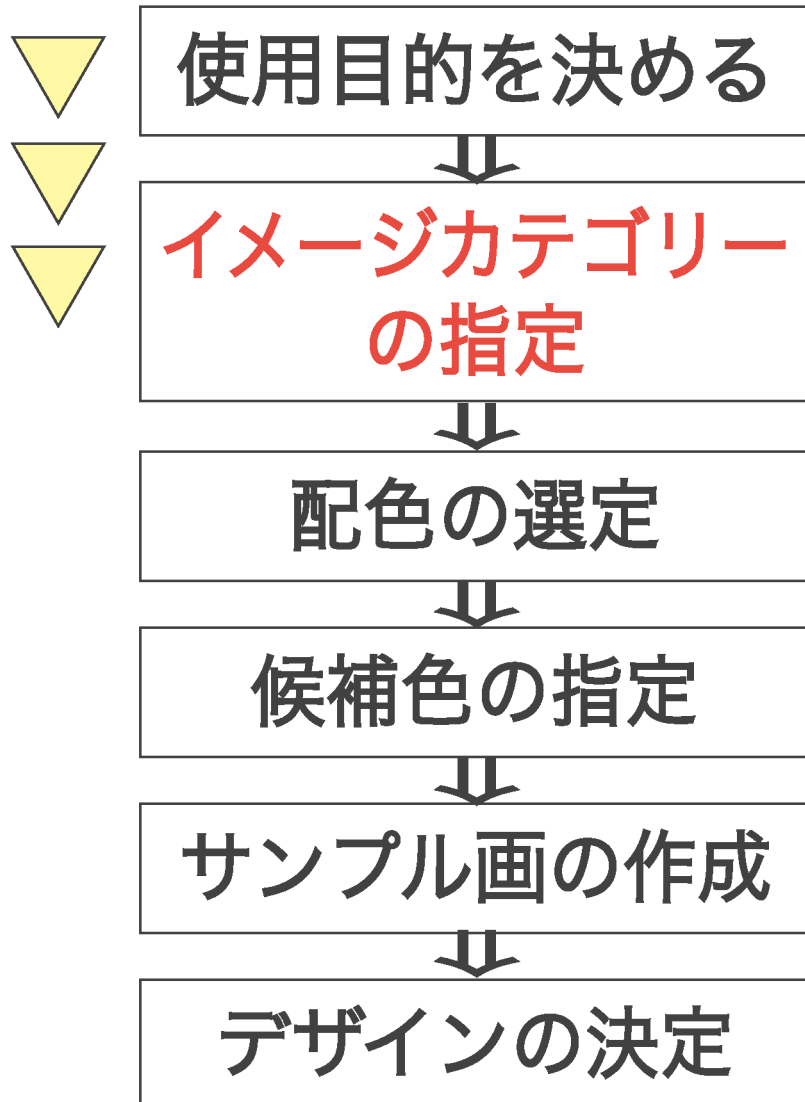 使用目的を決める
イメージカテゴリー
の指定
配色の選定
候補色の指定
サンプル画の作成
デザインの決定